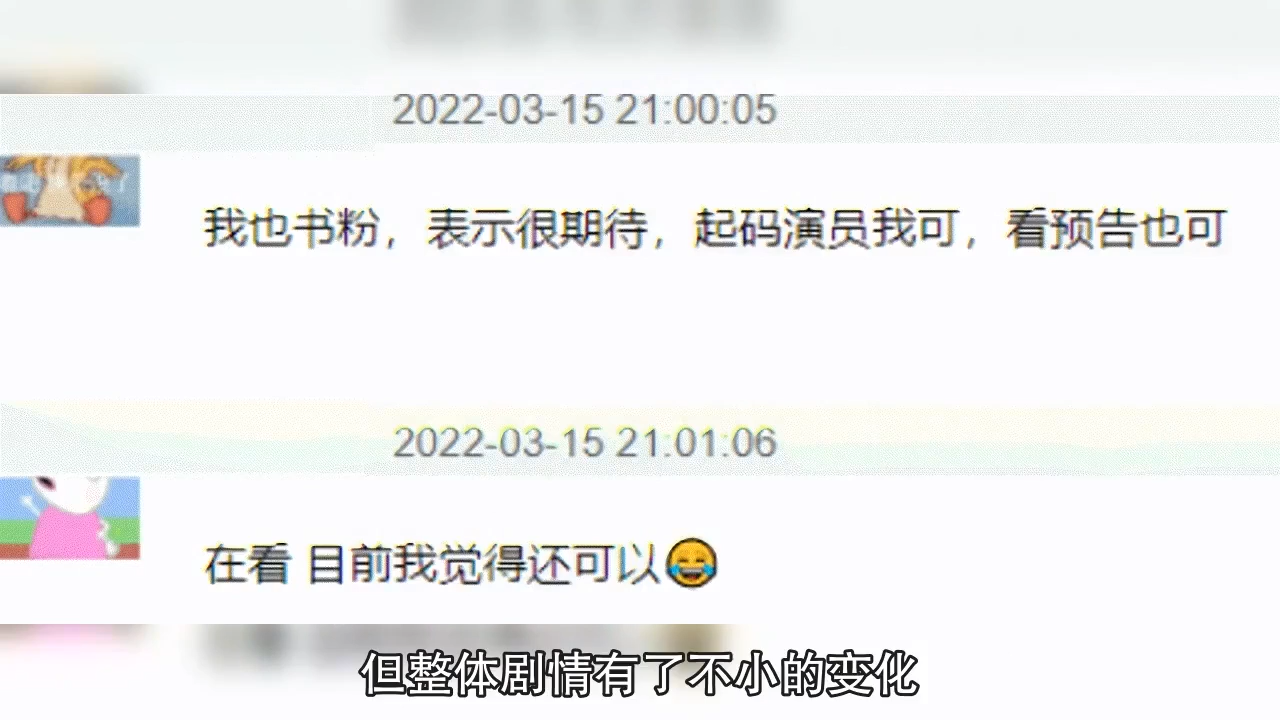 2022-03-15 21:00:05
我也书粉，表示很期待，起码演员我可，看预告也可
2022-03-15 21:01:06
在看 目前我觉得还可以😂
但整体剧情有了不小的变化